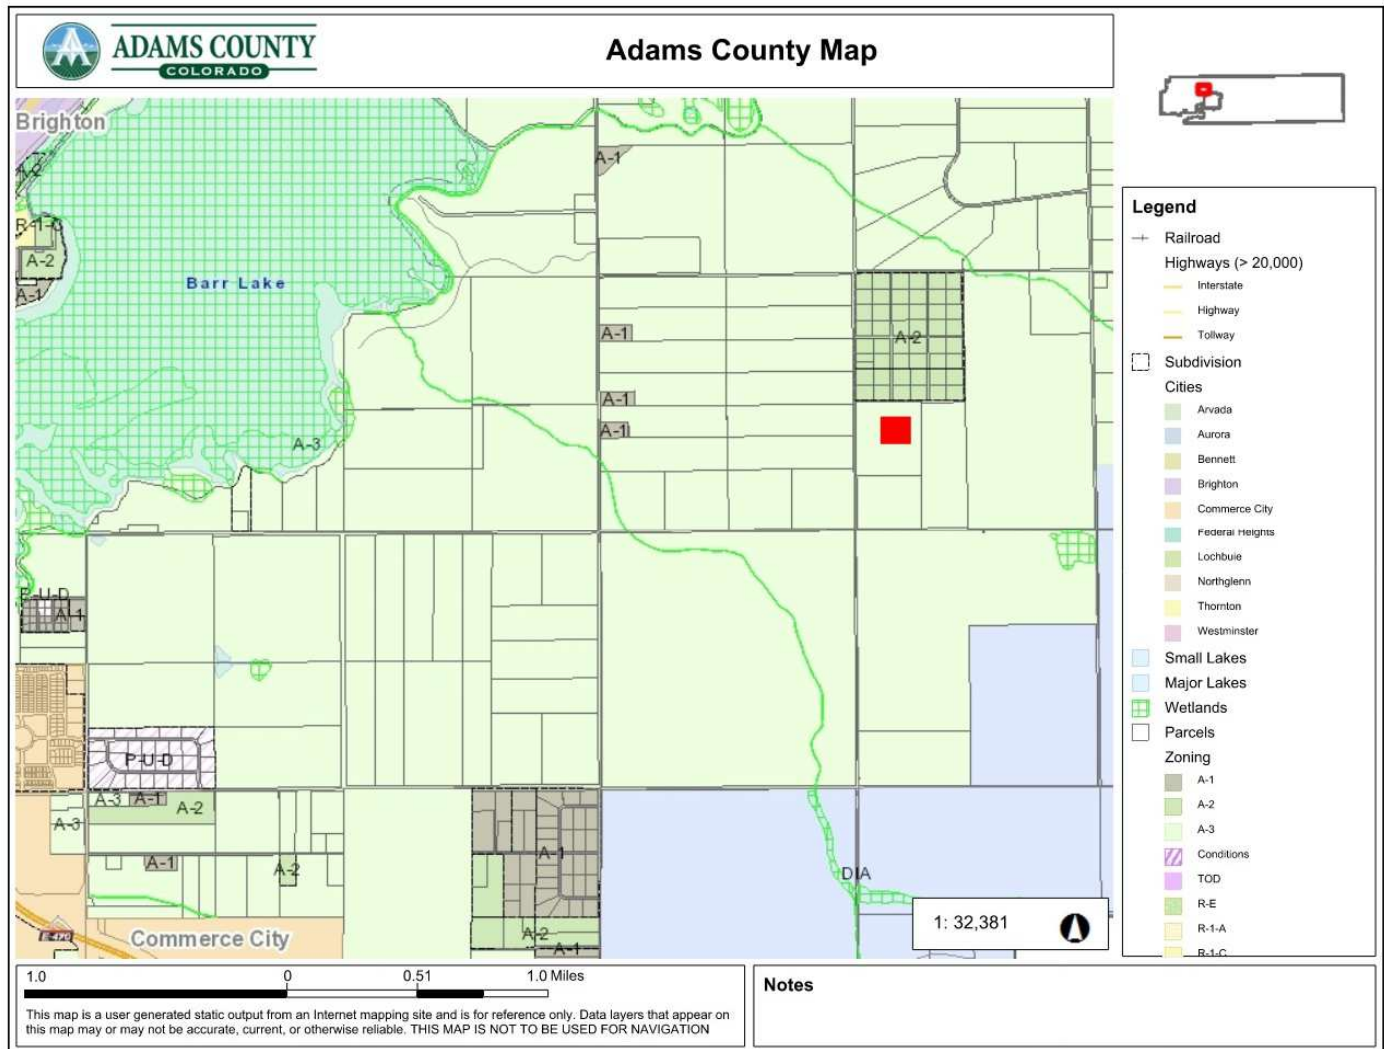 ADAMS COUNTY
COLORADO
Adams County Map
Brighton
A-2
R-1-C
A-2
A-1
Barr Lake
A-3
A-1
A-1
A-1
A-1
A-2
P-U-D
A-1
P-U-D
A-3
A-1
A-2
A-3
A-1
A-2
A-1
A-2
A-1
DIA
E-470
Commerce City
1: 32,381
Legend
Railroad
Highways (> 20,000)
Interstate
Highway
Tollway
Subdivision
Cities
Arvada
Aurora
Bennett
Brighton
Commerce City
Federal Heights
Lochbuie
Northglenn
Thornton
Westminster
Small Lakes
Major Lakes
Wetlands
Parcels
Zoning
A-1
A-2
A-3
Conditions
TOD
R-E
R-1-A
R-1-C
1.0 0 0.51 1.0 Miles
This map is a user generated static output from an Internet mapping site and is for reference only. Data layers that appear on
this map may or may not be accurate, current, or otherwise reliable. THIS MAP IS NOT TO BE USED FOR NAVIGATION
Notes